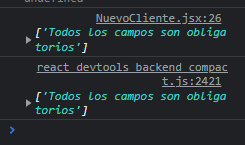 undefined
NuevoCliente.jsx:26
▶ ['Todos los campos son obliga
torios']
react devtools backend compac
t.js:2421
▶ ['Todos los campos son obliga
torios']
>